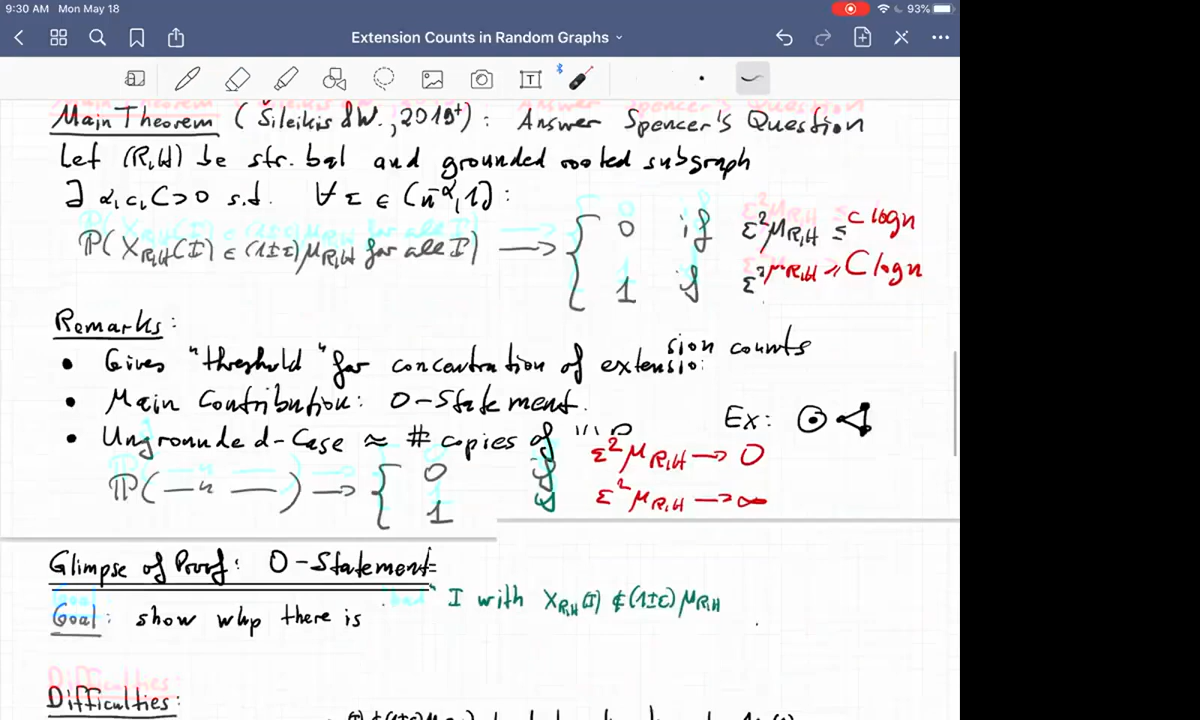 9:30 AM Mon May 18
93%
Extension Counts in Random Graphs
Main Theorem (Šileikis & W., 2019+): Answer Spencer's Question
Let (R,H) be str. bal and grounded rooted subgraph
∃ α,c,C>0 s.d. ∀ ε ∈ (n^-α, 1]:
P( X_R,H(I) ∈ (1±ε)μ_R,H for all I) → { 0 if ε²μ_R,H ≤ c log n
1 if ε²μ_R,H ≥ C log n
Remarks:
• Gives "threshold" for concentration of extension counts
• Main Contribution: 0-Statement
• Ungrounded-Case ≈ # copies of Ex:
P( —"— ) → { 0 if ε²μ_R,H → 0
1 if ε²μ_R,H → ∞
Glimpse of Proof: 0-Statement
Goal: show whp there is "bad" I with X_R,H(I) ∉ (1±ε)μ_R,H
Difficulties: